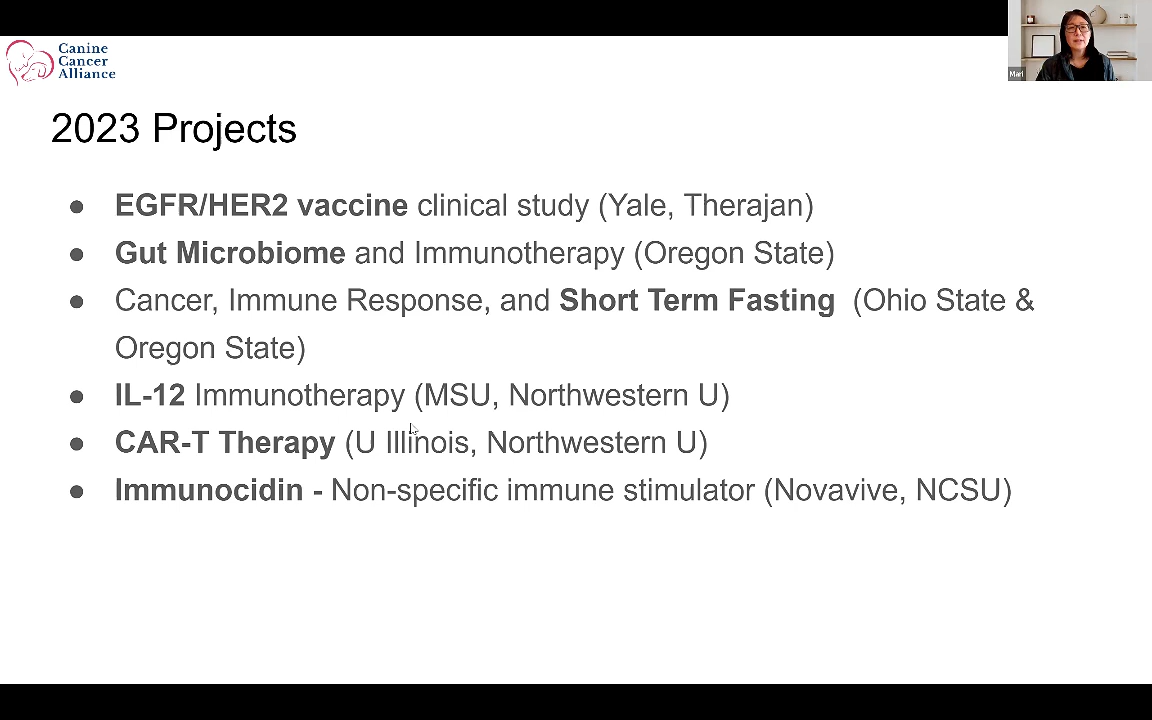 Canine
Cancer
Alliance
Mari
2023 Projects
● EGFR/HER2 vaccine clinical study (Yale, Therajan)
● Gut Microbiome and Immunotherapy (Oregon State)
● Cancer, Immune Response, and Short Term Fasting (Ohio State &
Oregon State)
● IL-12 Immunotherapy (MSU, Northwestern U)
● CAR-T Therapy (U Illinois, Northwestern U)
● Immunocidin - Non-specific immune stimulator (Novavive, NCSU)